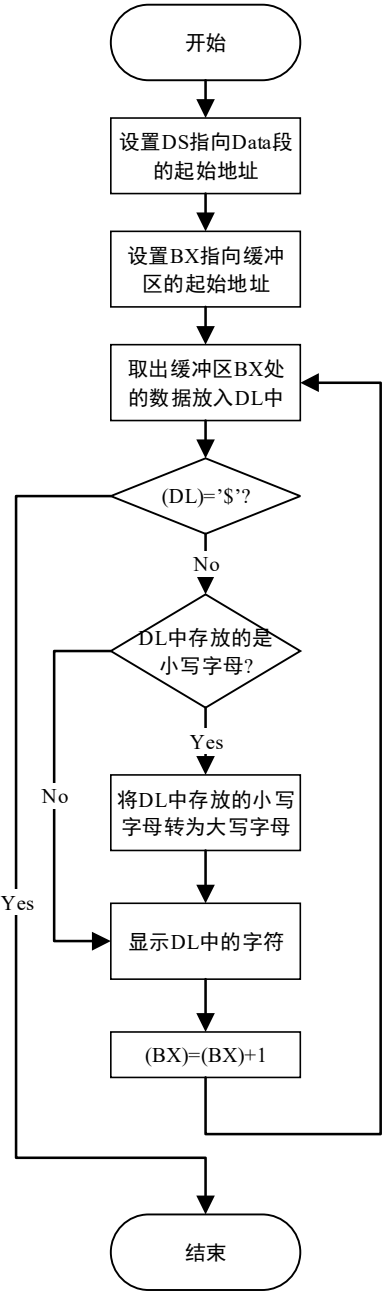 开始
设置DS指向Data段
的起始地址
设置BX指向缓冲
区的起始地址
取出缓冲区BX处
的数据放入DL中
(DL)=’$’?
No
DL中存放的是
小写字母?
Yes
No
将DL中存放的小写
字母转为大写字母
Yes
显示DL中的字符
(BX)=(BX)+1
结束